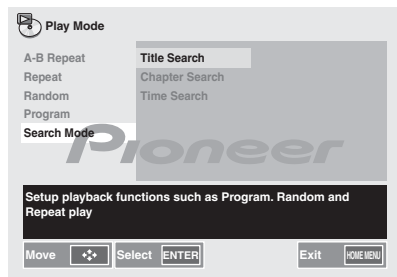 Play Mode
A-B Repeat
Repeat
Random
Program
Search Mode
Title Search
Chapter Search
Time Search
Pioneer
Setup playback functions such as Program. Random and
Repeat play
Move Select ENTER Exit HOME MENU